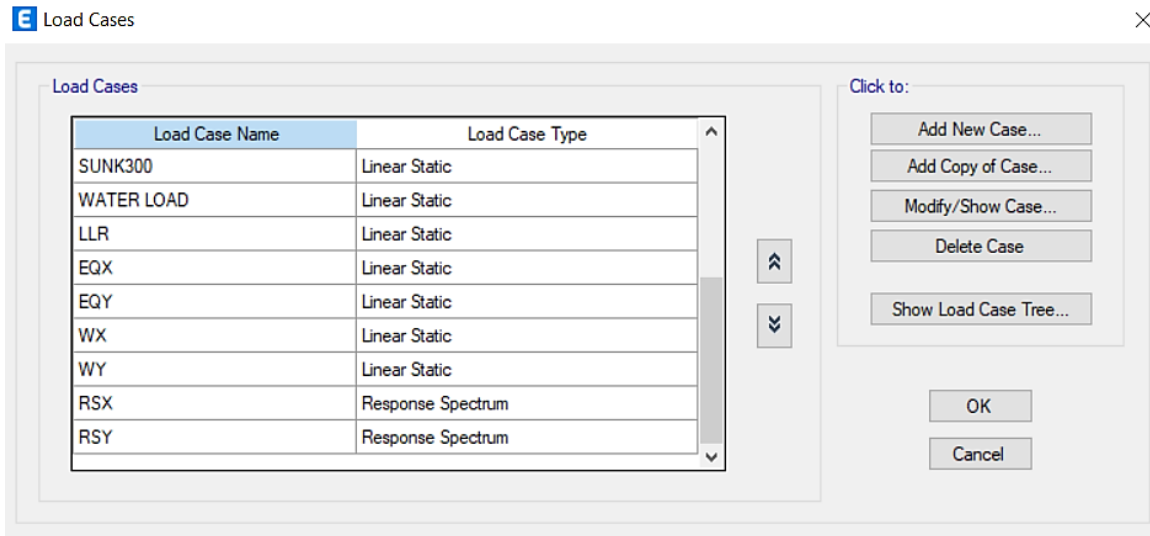 E Load Cases
Load Cases
Load Case Name Load Case Type
SUNK300 Linear Static
WATER LOAD Linear Static
LLR Linear Static
EQX Linear Static
EQY Linear Static
WX Linear Static
WY Linear Static
RSX Response Spectrum
RSY Response Spectrum
Click to:
Add New Case...
Add Copy of Case...
Modify/Show Case...
Delete Case
Show Load Case Tree...
OK
Cancel